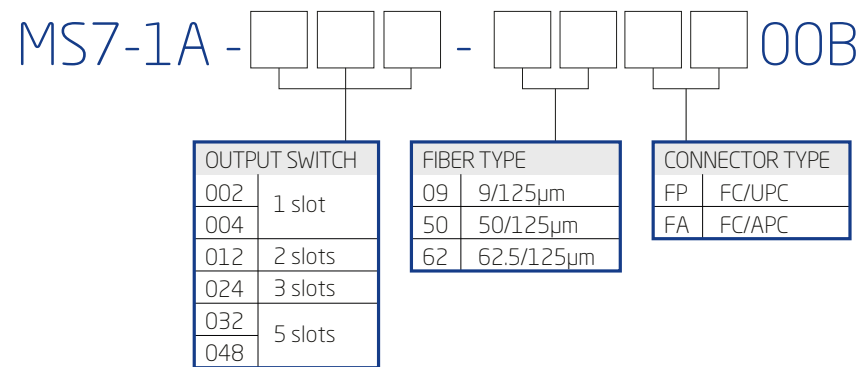 MS7-1A - - 00B
OUTPUT SWITCH
002
004
1 slot
012 2 slots
024 3 slots
032
048
5 slots
FIBER TYPE
09 9/125µm
50 50/125µm
62 62.5/125µm
CONNECTOR TYPE
FP FC/UPC
FA FC/APC